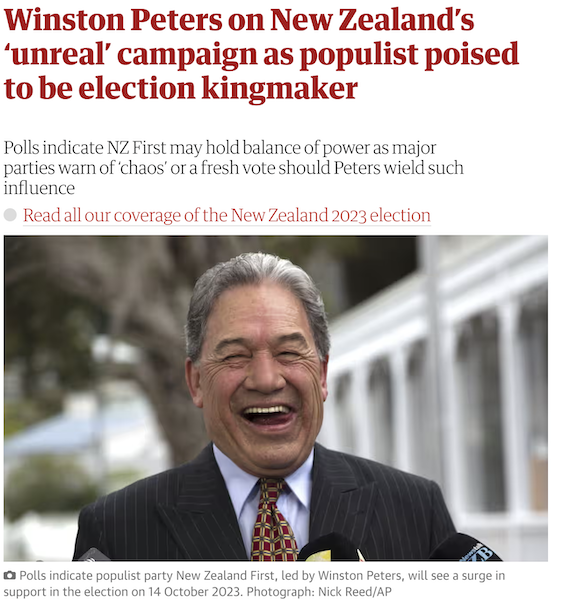 Winston Peters on New Zealand's
‘unreal’ campaign as populist poised
to be election kingmaker
Polls indicate NZ First may hold balance of power as major
parties warn of ‘chaos’ or a fresh vote should Peters wield such
influence
Read all our coverage of the New Zealand 2023 election
ZB
Polls indicate populist party New Zealand First, led by Winston Peters, will see a surge in
support in the election on 14 October 2023. Photograph: Nick Reed/AP